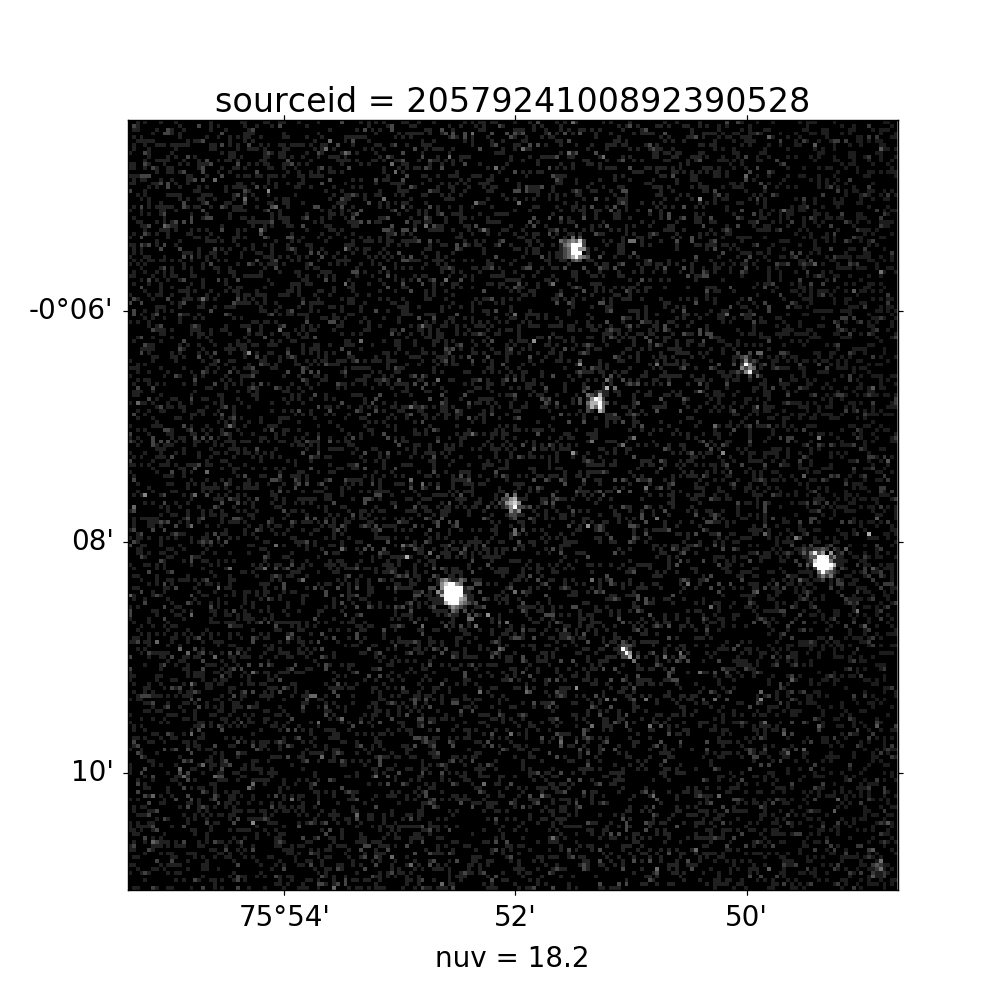 sourceid = 2057924100892390528
-0°06'
08'
10'
75°54' 52' 50'
nuv = 18.2